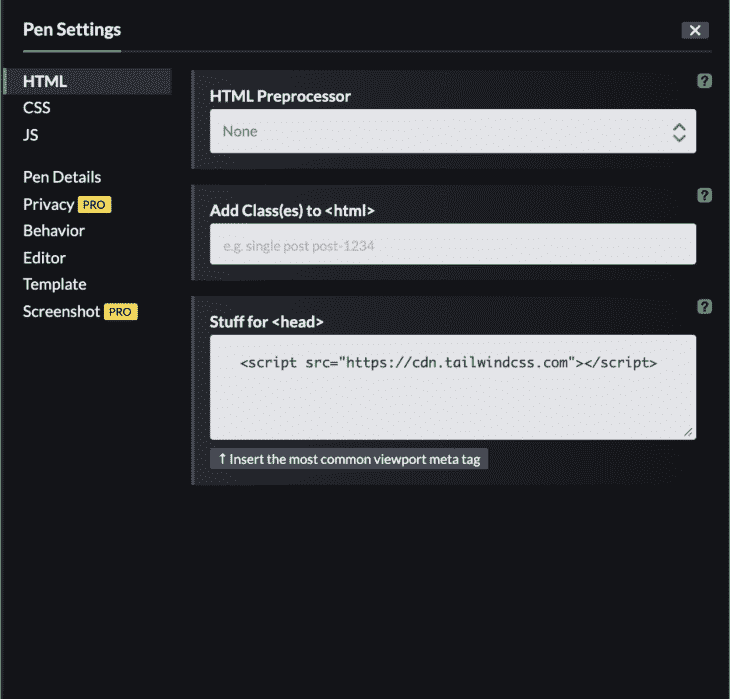 Pen Settings
HTML
CSS
JS
Pen Details
Privacy PRO
Behavior
Editor
Template
Screenshot PRO
?
HTML Preprocessor
None
?
Add Class(es) to <html>
e.g. single post post-1234
?
Stuff for <head>
<script src="https://cdn.tailwindcss.com"></script>
↑ Insert the most common viewport meta tag